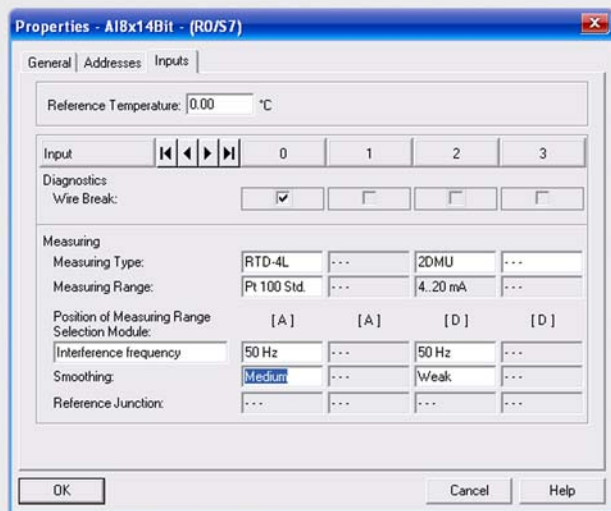 Properties - AI8x14Bit - (R0/S7)
General Addresses Inputs
Reference Temperature: 0.00 °C
Input 0 1 2 3
Diagnostics
Wire Break:
Measuring
Measuring Type: RTD-4L --- 2DMU ---
Measuring Range: Pt 100 Std. --- 4..20 mA ---
Position of Measuring Range
Selection Module: [A] [A] [D] [D]
Interference frequency 50 Hz --- 50 Hz ---
Smoothing: Medium --- Weak ---
Reference Junction: --- --- --- ---
OK Cancel Help